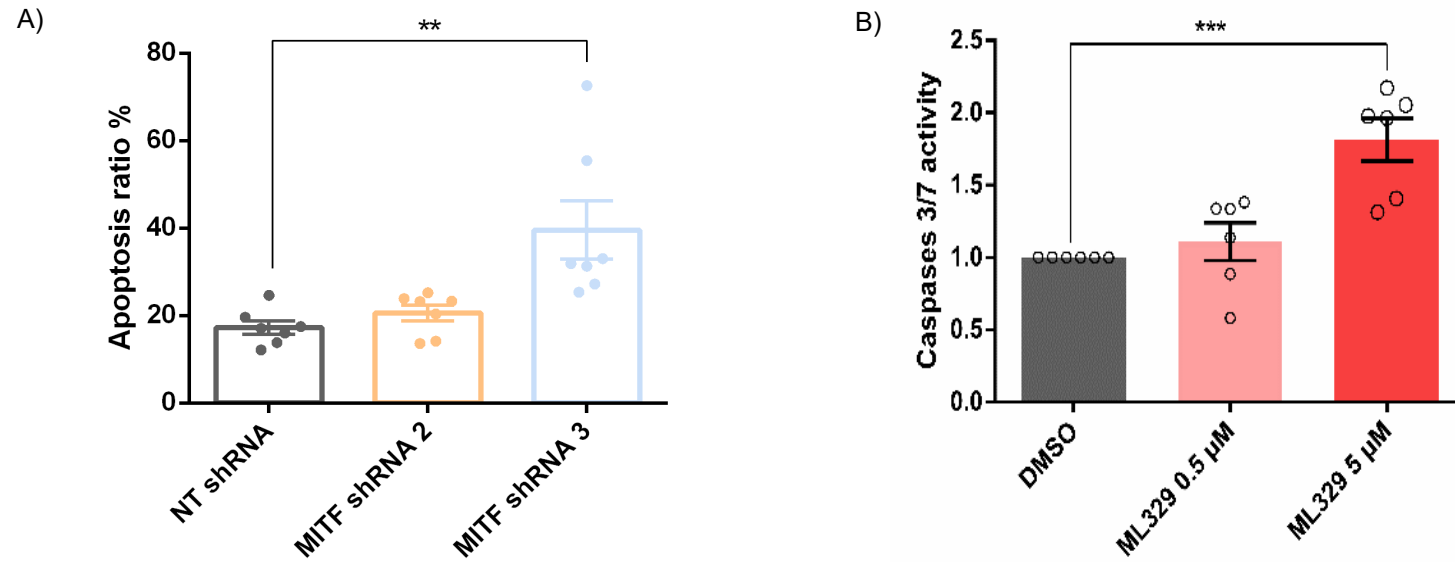 A)
**
Apoptosis ratio %
80
60
40
20
0
NT shRNA
MITF shRNA 2
MITF shRNA 3
B)
***
Caspases 3/7 activity
2.5
2.0
1.5
1.0
0.5
0.0
DMSO
ML329 0.5 µM
ML329 5 µM